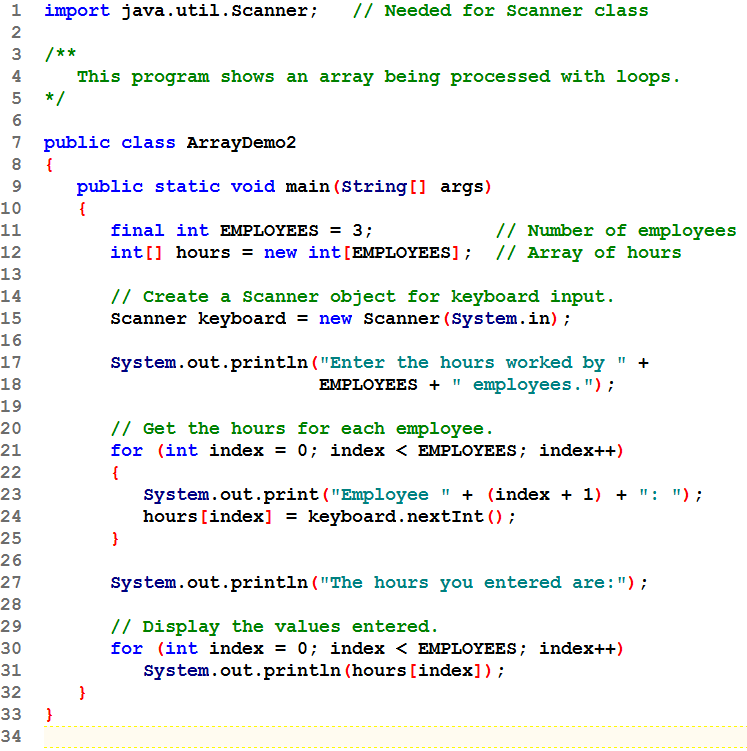 1 import java.util.Scanner;   // Needed for Scanner class
2
3 /**
4    This program shows an array being processed with loops.
5 */
6
7 public class ArrayDemo2
8 {
9    public static void main(String[] args)
10    {
11       final int EMPLOYEES = 3;           // Number of employees
12       int[] hours = new int[EMPLOYEES];  // Array of hours
13
14       // Create a Scanner object for keyboard input.
15       Scanner keyboard = new Scanner(System.in);
16
17       System.out.println("Enter the hours worked by " +
18                          EMPLOYEES + " employees.");
19
20       // Get the hours for each employee.
21       for (int index = 0; index < EMPLOYEES; index++)
22       {
23          System.out.print("Employee " + (index + 1) + ": ");
24          hours[index] = keyboard.nextInt();
25       }
26
27       System.out.println("The hours you entered are:");
28
29       // Display the values entered.
30       for (int index = 0; index < EMPLOYEES; index++)
31          System.out.println(hours[index]);
32    }
33 }
34